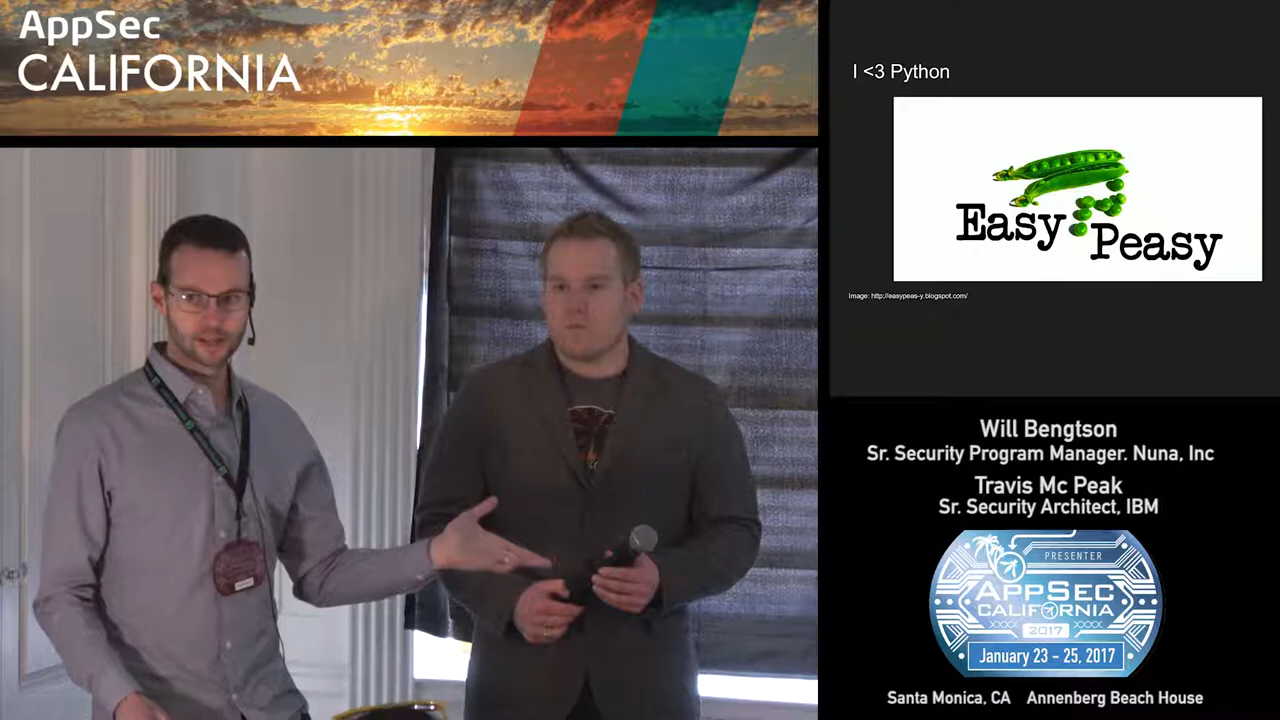 AppSec
CALIFORNIA
I <3 Python
Easy Peasy
Image: http://easypeas-y.blogspot.com/
Will Bengtson
Sr. Security Program Manager. Nuna, Inc
Travis Mc Peak
Sr. Security Architect, IBM
PRESENTER
APPSEC
CALIFORNIA
XXXX 2017 XXXX
January 23 - 25, 2017
Santa Monica, CA Annenberg Beach House